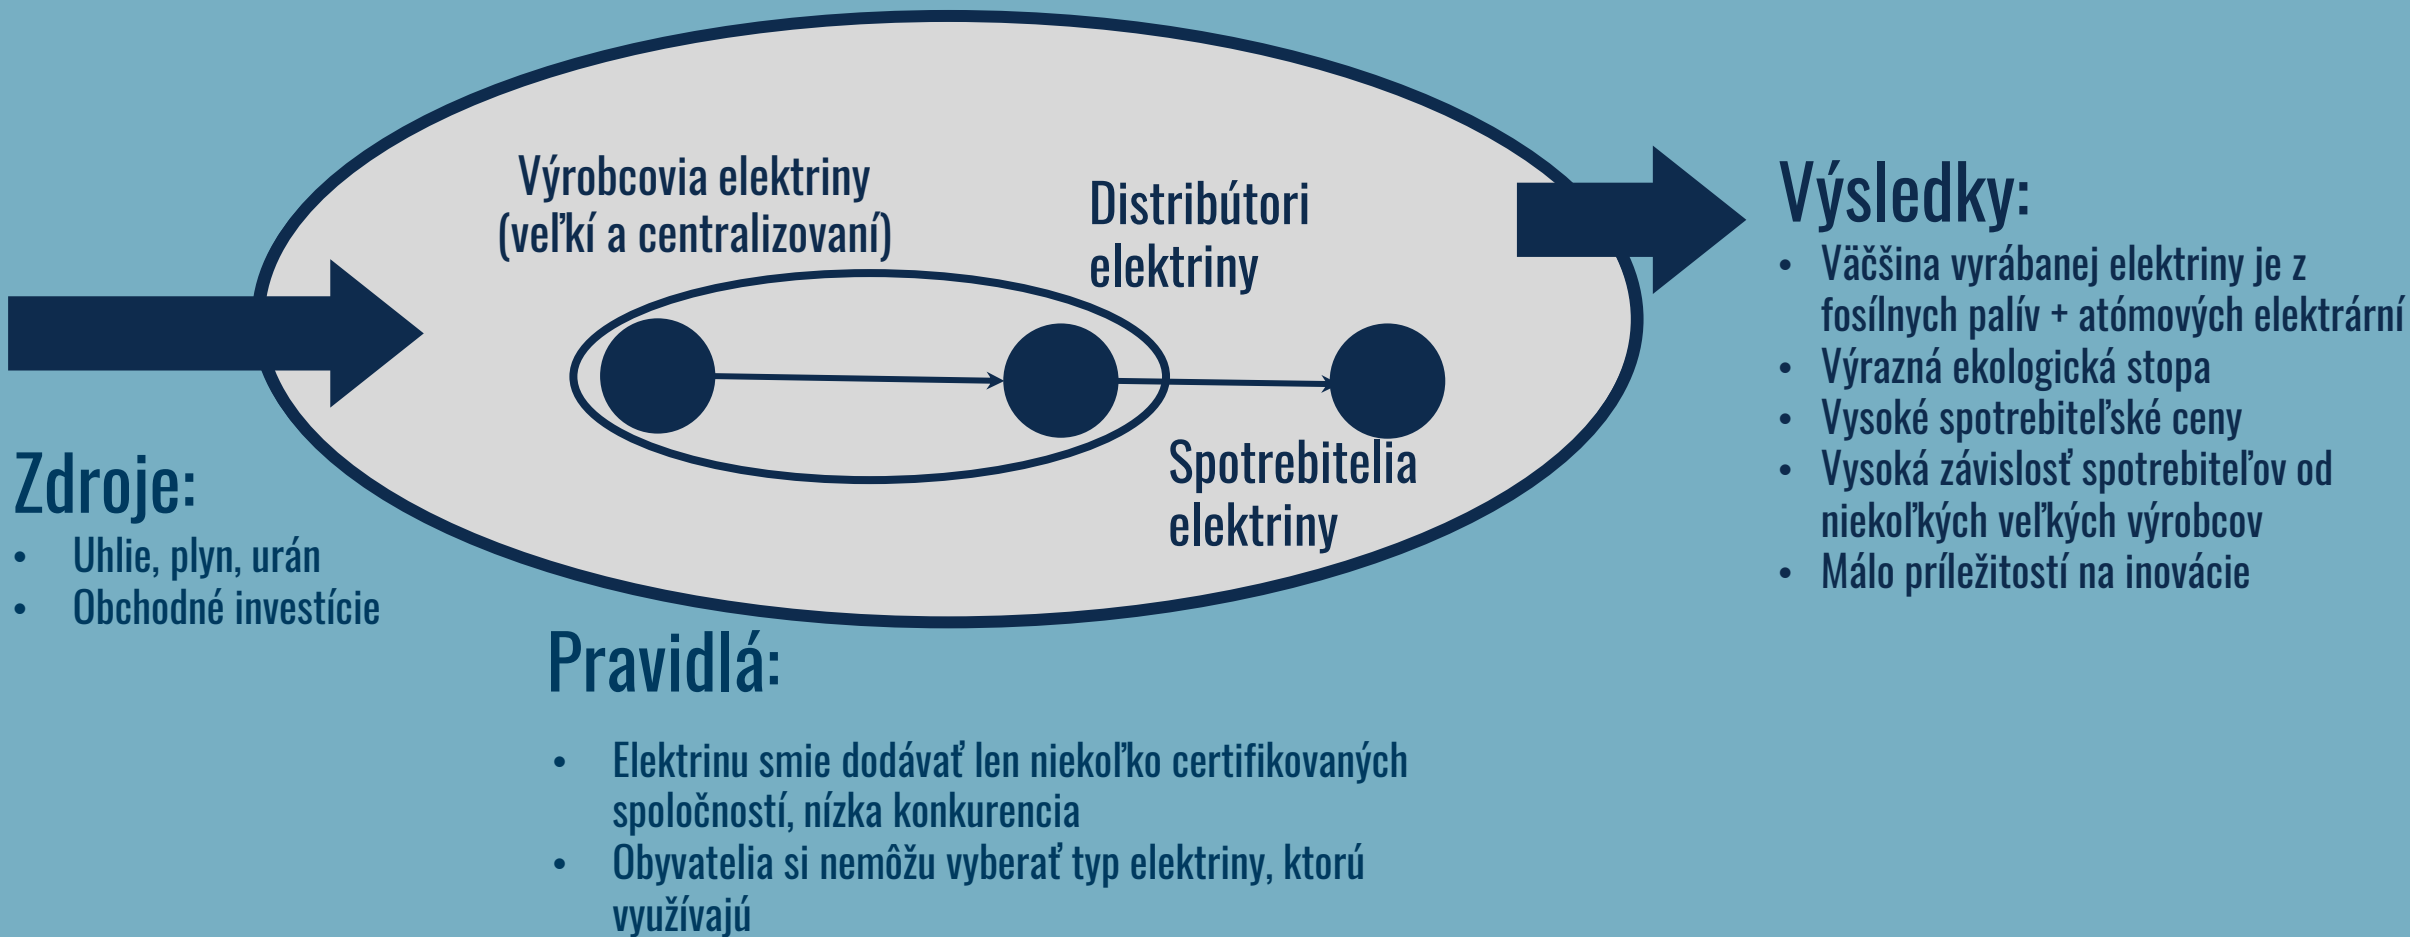 Výrobcovia elektriny
(veľkí a centralizovaní)
Distribútori
elektriny
Spotrebitelia
elektriny
Zdroje:
• Uhlie, plyn, urán
• Obchodné investície
Pravidlá:
• Elektrinu smie dodávať len niekoľko certifikovaných
spoločností, nízka konkurencia
• Obyvatelia si nemôžu vyberať typ elektriny, ktorú
využívajú
Výsledky:
• Väčšina vyrábanej elektriny je z
fosílnych palív + atómových elektrární
• Výrazná ekologická stopa
• Vysoké spotrebiteľské ceny
• Vysoká závislosť spotrebiteľov od
niekoľkých veľkých výrobcov
• Málo príležitostí na inovácie